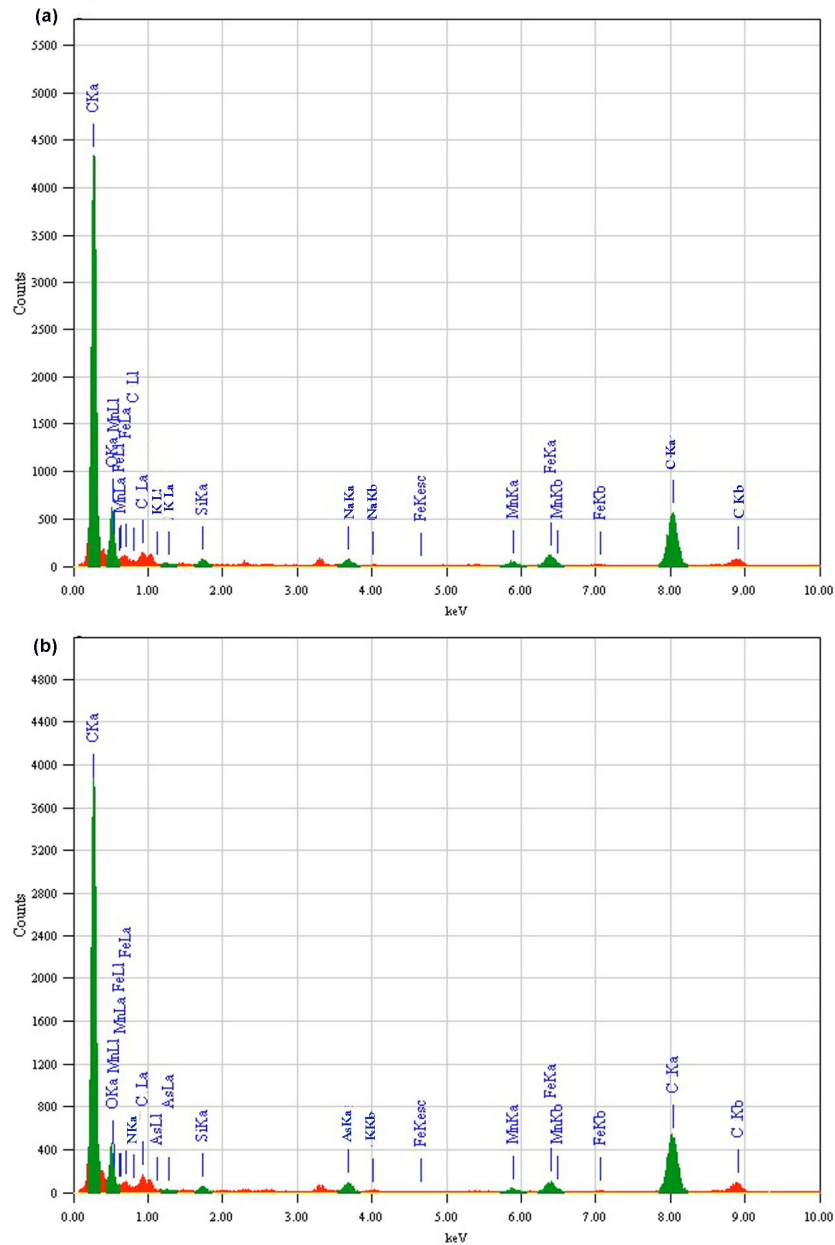 (a)
5500
5000
4500
4000
3500
3000
2500
2000
1500
1000
500
0
Counts
CKa
OKa
MnLl
MnLa
FeLl
FeLa
C Ll
C La
K Ll
K La
SiKa
NaKa
NaKb
FeKesc
MnKa
MnKb
FeKa
FeKb
C Ka
C Kb
0.00 1.00 2.00 3.00 4.00 5.00 6.00 7.00 8.00 9.00 10.00
keV
(b)
4800
4400
4000
3600
3200
2800
2400
2000
1600
1200
800
400
0
Counts
CKa
OKa
MnLl
MnLa
FeLl
FeLa
NKa
C La
AsLl
AsLa
SiKa
AsKa
KKb
FeKesc
MnKa
MnKb
FeKa
FeKb
C Ka
C Kb
0.00 1.00 2.00 3.00 4.00 5.00 6.00 7.00 8.00 9.00 10.00
keV